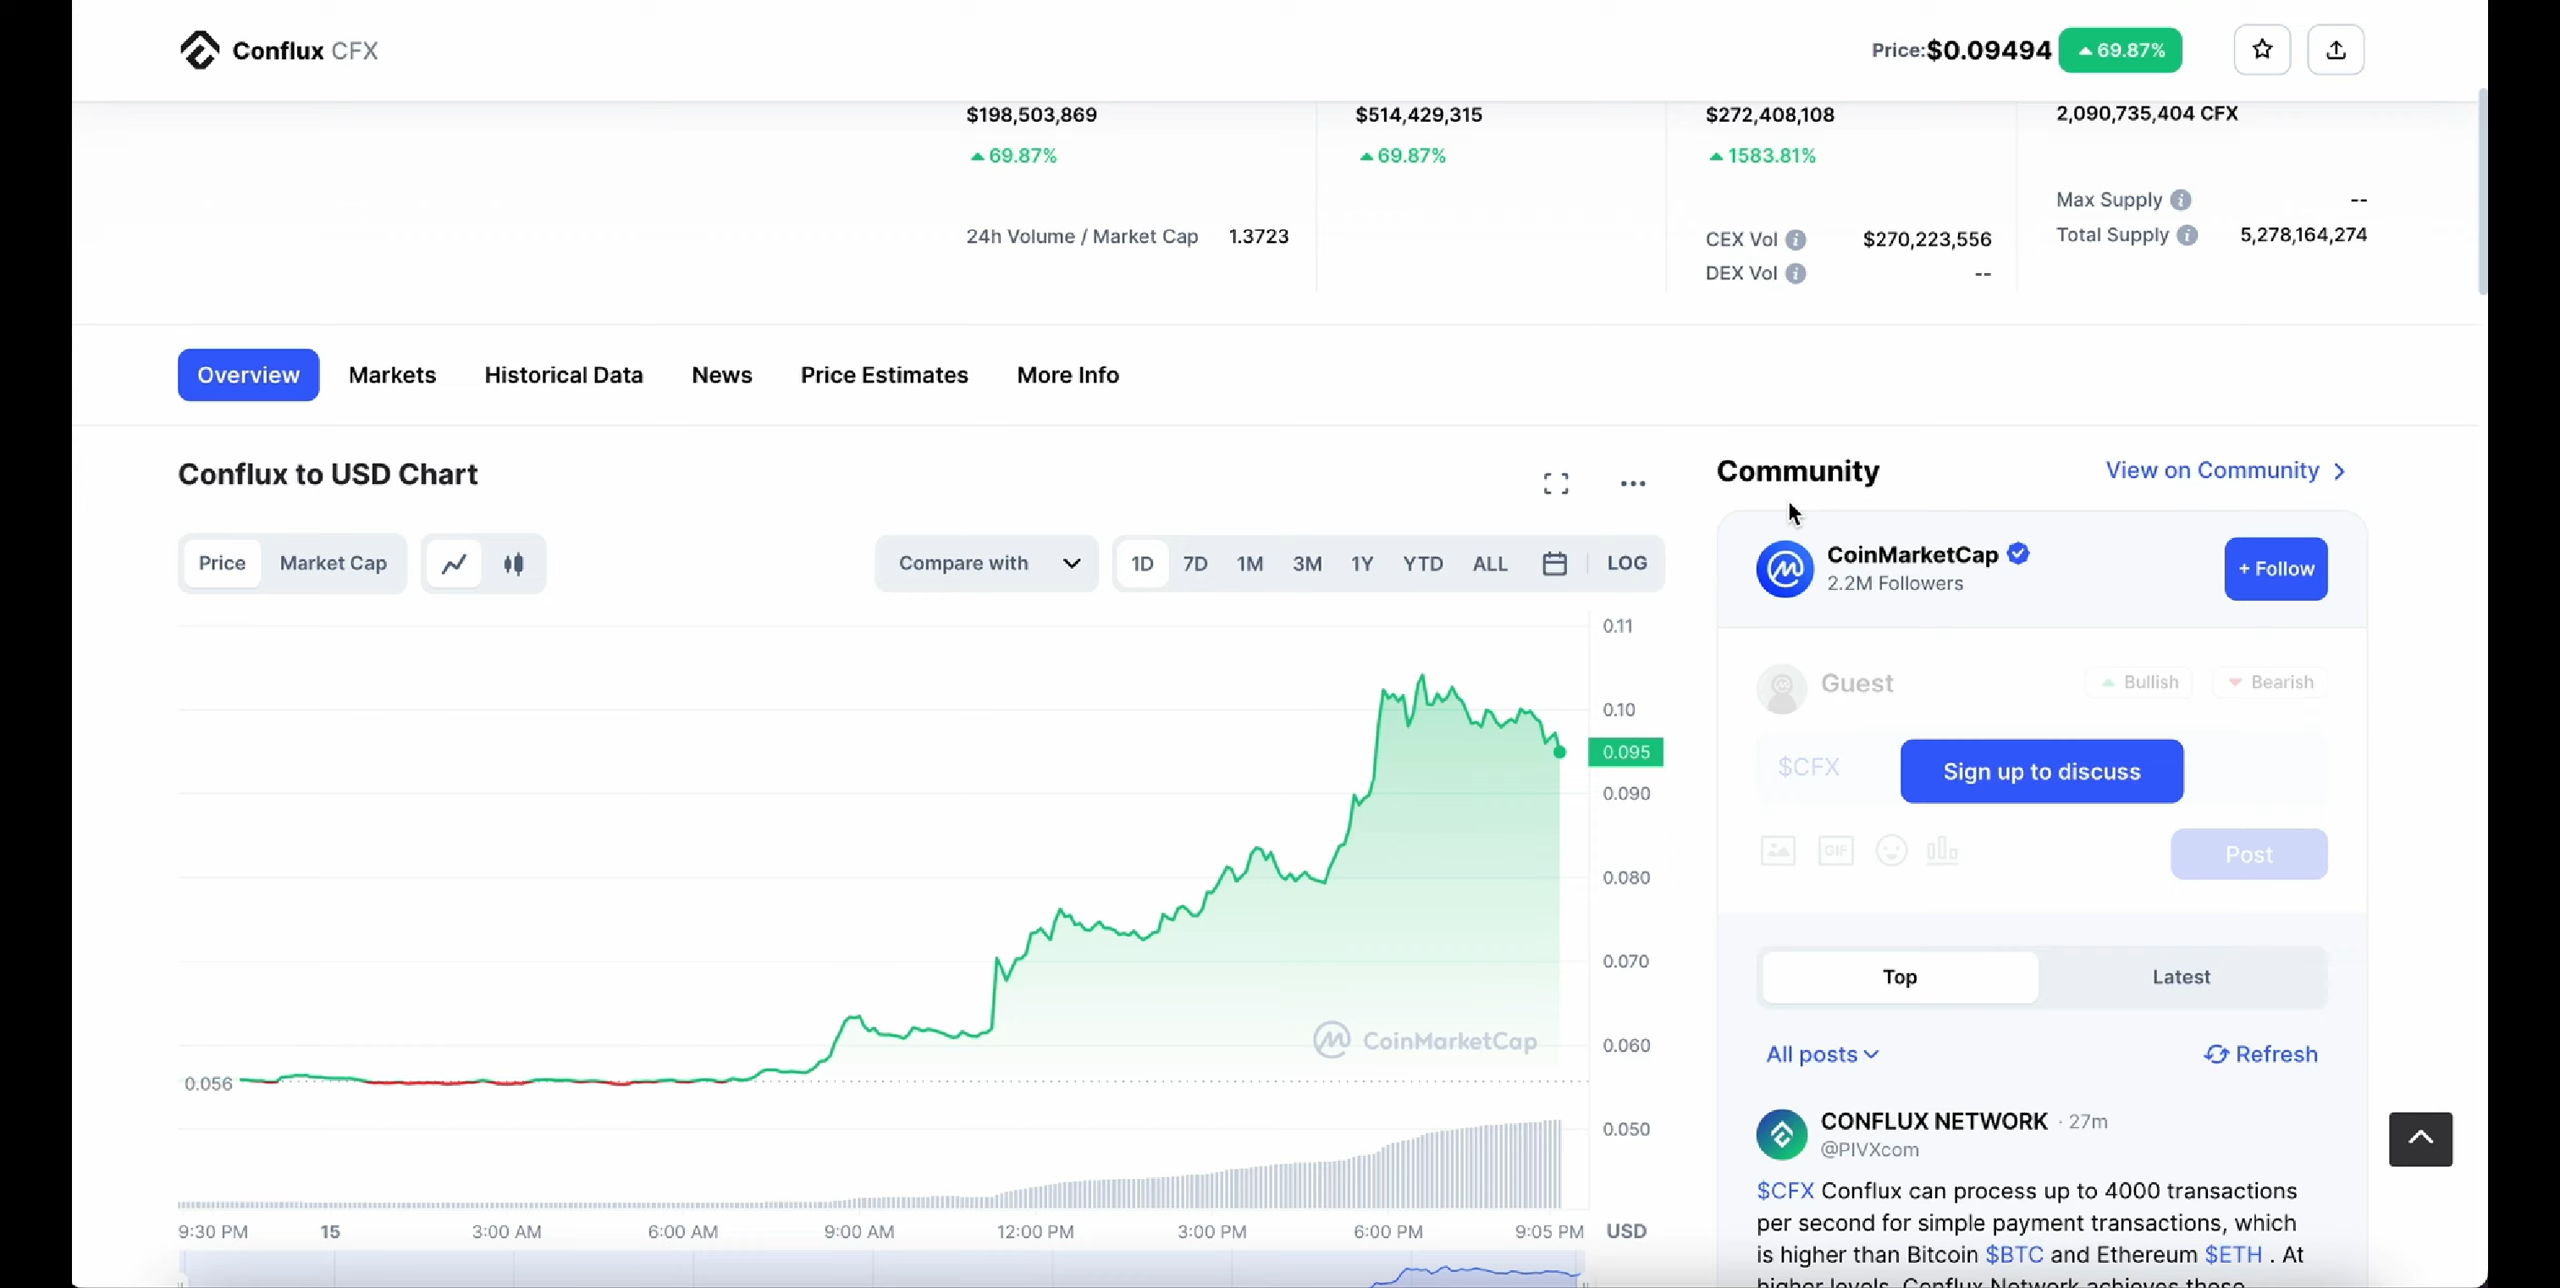 Conflux CFX
Price:$0.09494 69.87%
$198,503,869
69.87%
24h Volume / Market Cap 1.3723
$514,429,315
69.87%
$272,408,108
1583.81%
CEX Vol $270,223,556
DEX Vol --
2,090,735,404 CFX
Max Supply --
Total Supply 5,278,164,274
Overview Markets Historical Data News Price Estimates More Info
Conflux to USD Chart
Price Market Cap
Compare with
1D 7D 1M 3M 1Y YTD ALL LOG
0.11
0.10
0.095
0.090
0.080
0.070
0.060
0.050
0.056
CoinMarketCap
9:30 PM 15 3:00 AM 6:00 AM 9:00 AM 12:00 PM 3:00 PM 6:00 PM 9:05 PM USD
Community View on Community
CoinMarketCap
2.2M Followers
+ Follow
Guest Bullish Bearish
$CFX Sign up to discuss
GIF Post
Top Latest
All posts Refresh
CONFLUX NETWORK · 27m
@PIVXcom
$CFX Conflux can process up to 4000 transactions
per second for simple payment transactions, which
is higher than Bitcoin $BTC and Ethereum $ETH . At
higher levels, Conflux Network achieves these